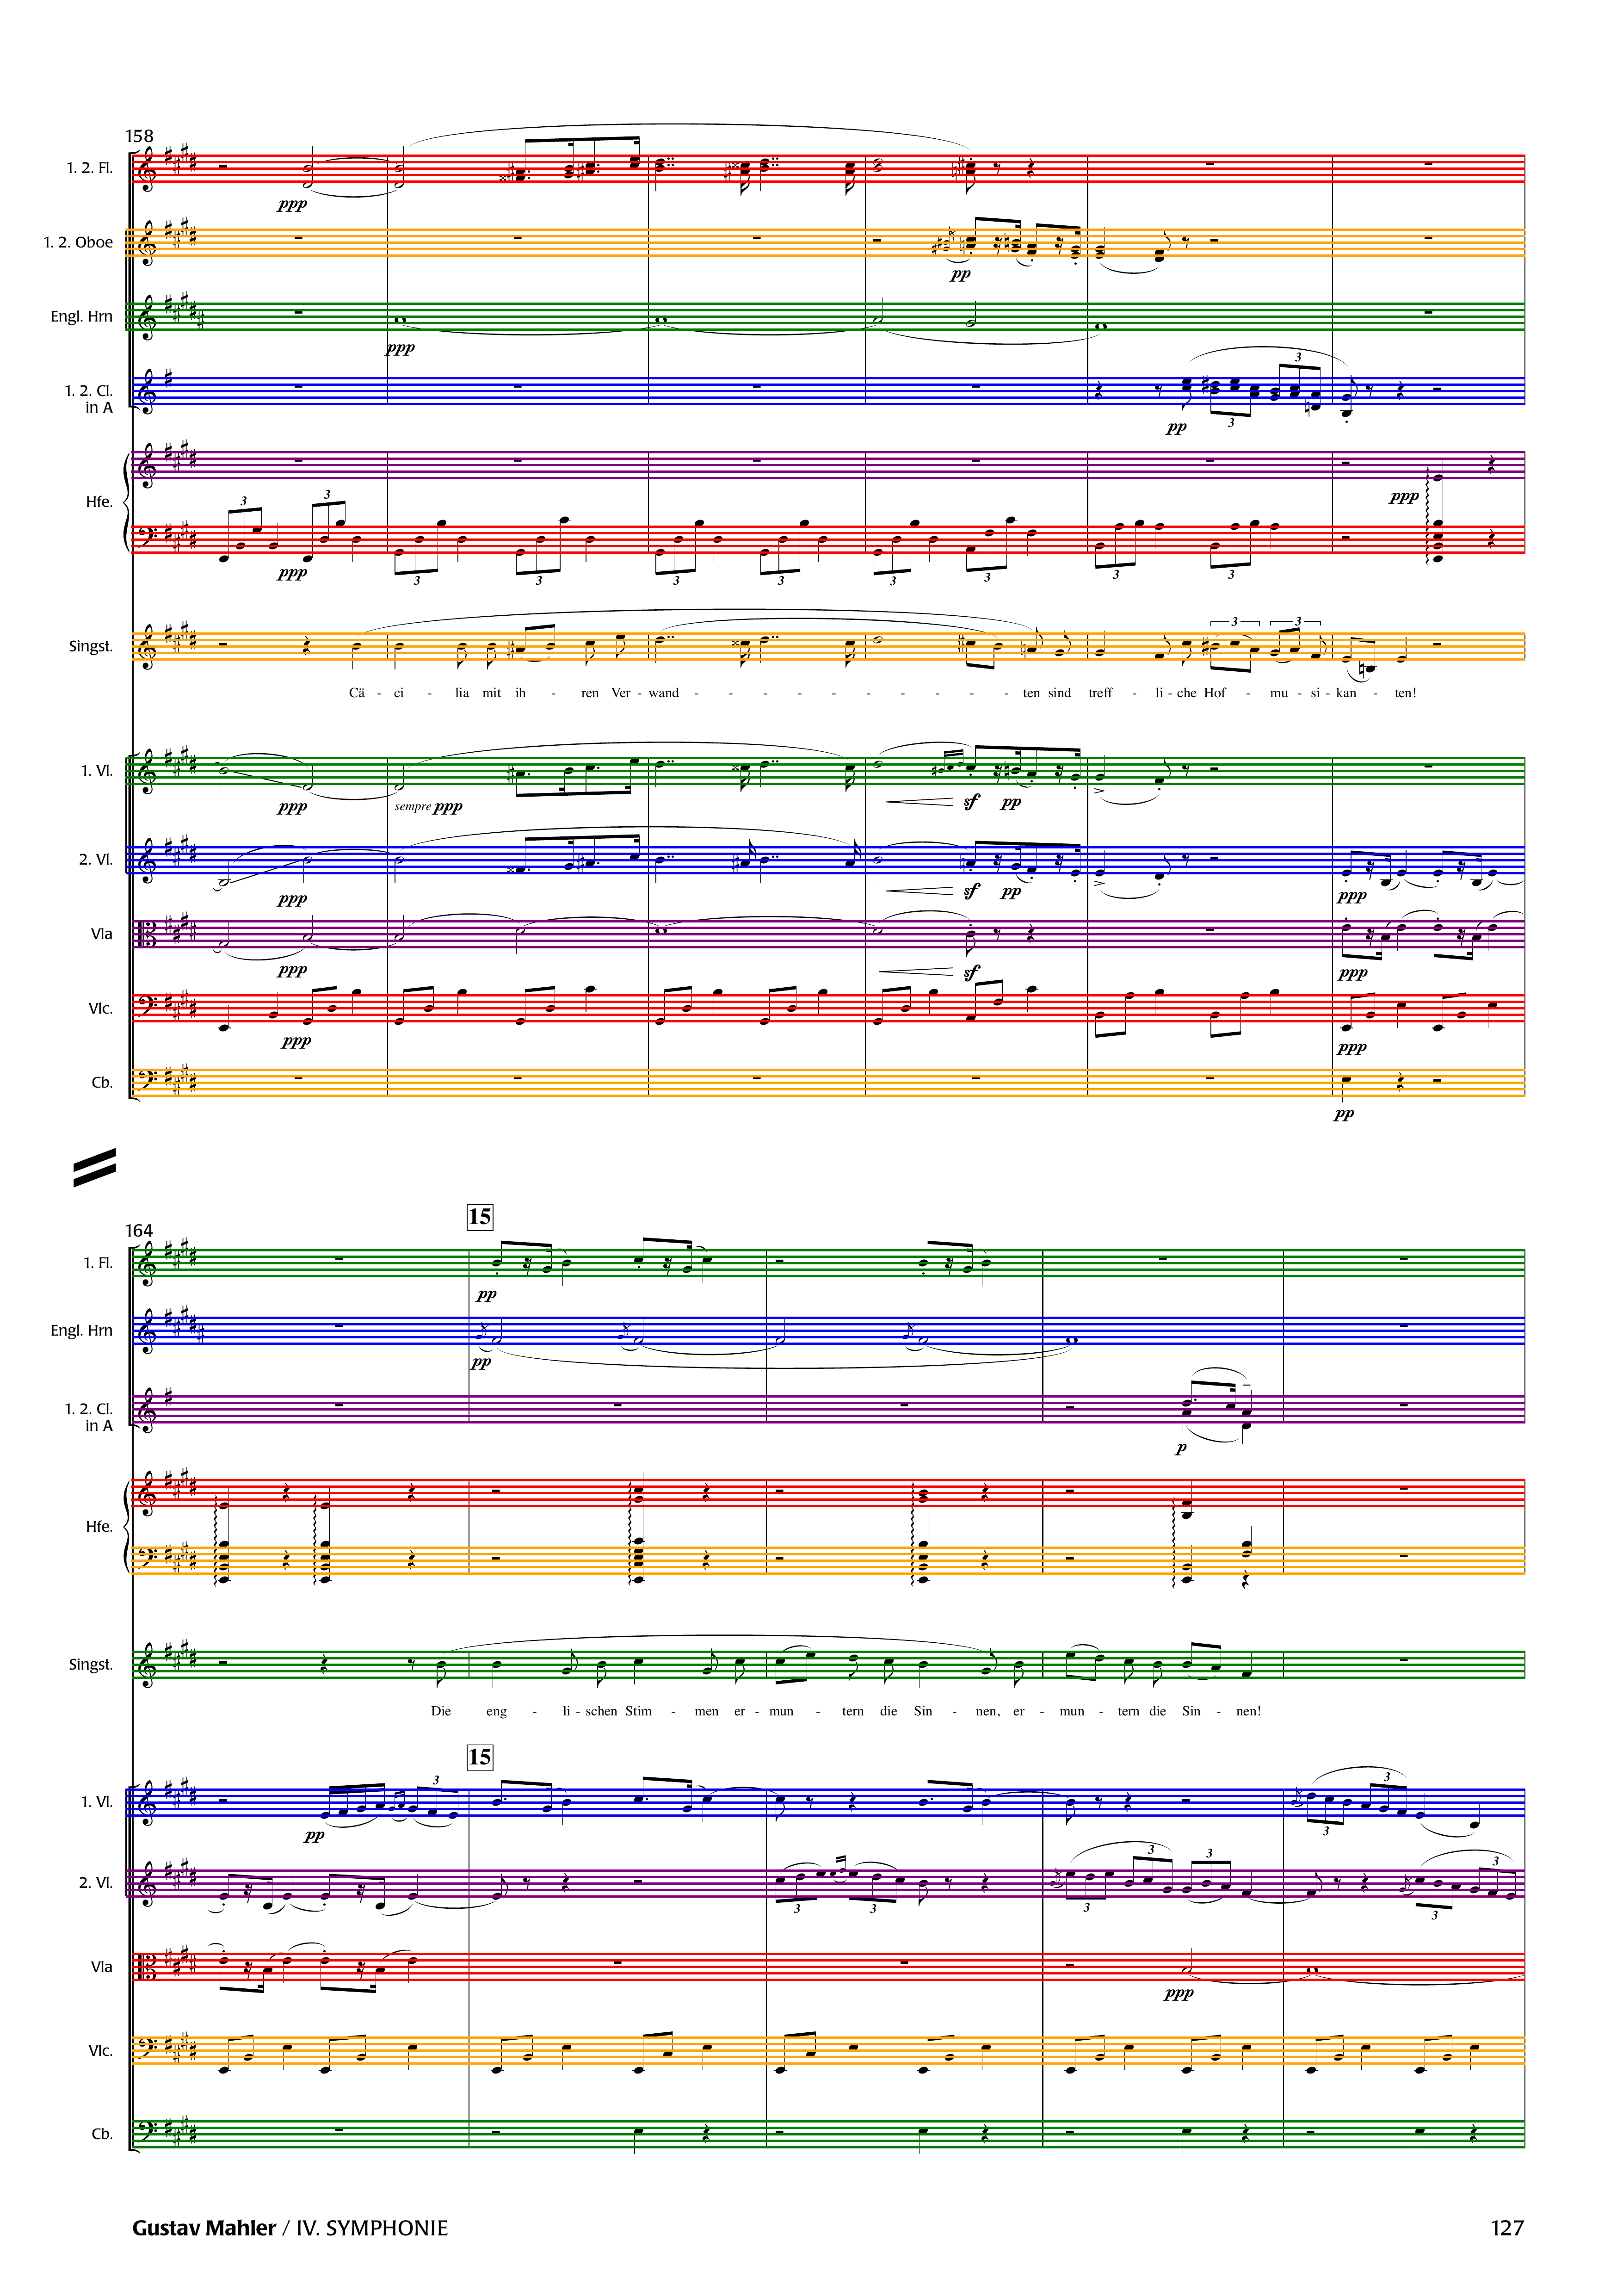 158
1. 2. Fl.
ppp
1. 2. Oboe
pp
Engl. Hrn
ppp
3
1. 2. Cl.
in A
3
pp
3 3
ppp
Hfe.
ppp
3 3 3 3 3 3 3 3
3 3
Singst.
Cä - ci - lia mit ih - ren Ver - wand - - - - - - - - - - ten sind treff - li - che Hof - mu - si - kan - ten!
1. Vl.
ppp sempre ppp sf pp
2. Vl.
ppp sf pp ppp
Vla
ppp sf ppp
Vlc.
ppp ppp
Cb.
pp
15
164
1. Fl.
pp
Engl. Hrn
pp
1. 2. Cl.
in A
p
Hfe.
Singst.
Die eng - li - schen Stim - men er - mun - tern die Sin - nen, er - mun - tern die Sin - nen!
15
3 3
1. Vl.
3
pp
3 3 3
2. Vl.
3 3 3 3
Vla
ppp
Vlc.
Cb.
Gustav Mahler / IV. SYMPHONIE 127